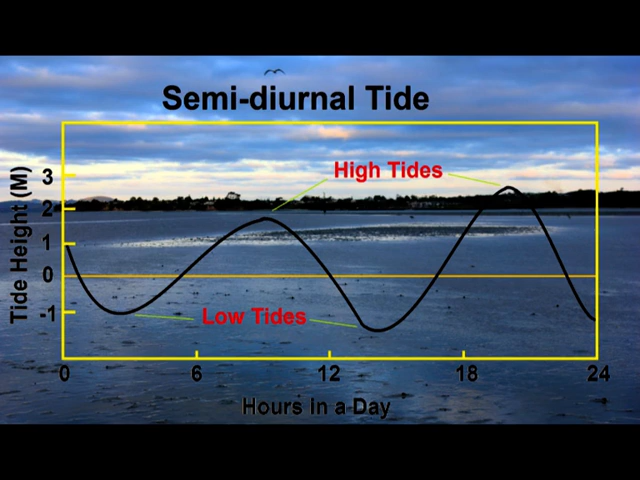 Semi-diurnal Tide
High Tides
Low Tides
Tide Height (M)
3
2
1
0
-1
0 6 12 18 24
Hours In a Day